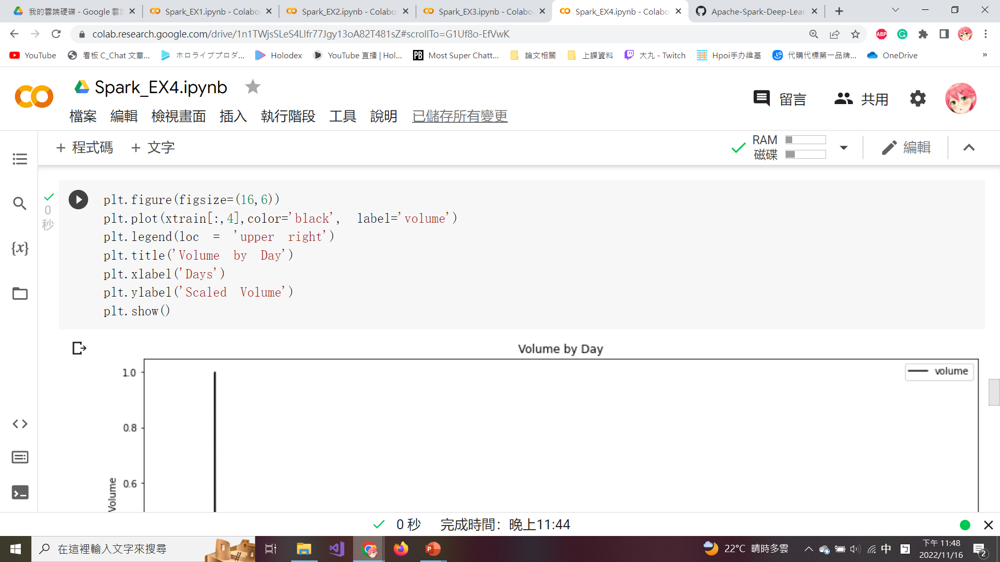 我的雲端硬碟 - Google 雲端
Spark_EX1.ipynb - Colabo
Spark_EX2.ipynb - Colabo
Spark_EX3.ipynb - Colabo
Spark_EX4.ipynb - Colabo
Apache-Spark-Deep-Lear
colab.research.google.com/drive/1n1TWjsSLeS4Llfr77Jgy13oA82T481sZ#scrollTo=G1Uf8o-EfVwK
ABP
YouTube
看板 C_Chat 文章...
ホロライブプロダ...
Holodex
YouTube 直播 | Hol...
PB Most Super Chatt...
論文相關
上課資料
大丸 - Twitch
Hpoi手办维基
代購代標第一品牌...
OneDrive
»
Spark_EX4.ipynb
檔案 編輯 檢視畫面 插入 執行階段 工具 說明 已儲存所有變更
留言
共用
+ 程式碼 + 文字
RAM
磁碟
編輯
{x}
0
秒
plt.figure(figsize=(16,6))
plt.plot(xtrain[:,4],color='black', label='volume')
plt.legend(loc = 'upper right')
plt.title('Volume by Day')
plt.xlabel('Days')
plt.ylabel('Scaled Volume')
plt.show()
Volume by Day
volume
1.0
0.8
0.6
Volume
0 秒 完成時間：晚上11:44
在這裡輸入文字來搜尋
22°C 晴時多雲
中
下午 11:48
2022/11/16
2